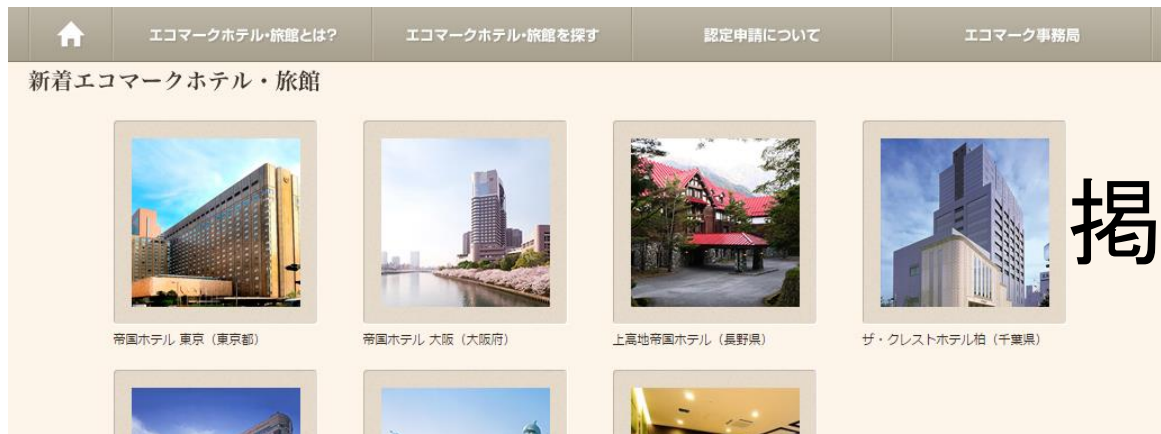 エコマークホテル・旅館とは?
エコマークホテル・旅館を探す
認定申請について
エコマーク事務局
新着エコマークホテル・旅館
掲
帝国ホテル 東京（東京都）
帝国ホテル 大阪（大阪府）
上高地帝国ホテル（長野県）
ザ・クレストホテル柏（千葉県）